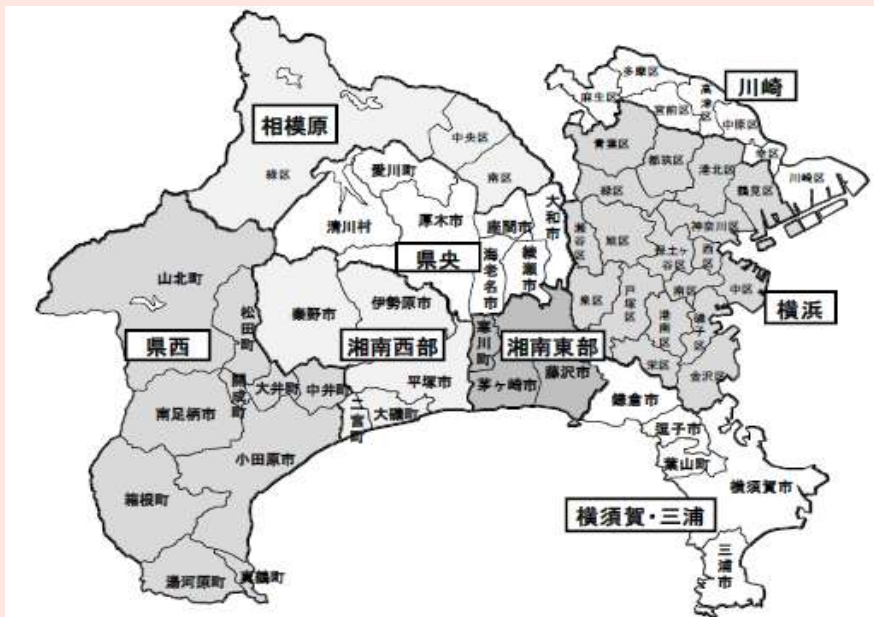 川崎
多摩区
麻生区
高津区
宮前区
中原区
幸区
川崎区
相模原
緑区
中央区
南区
横浜
青葉区
都筑区
港北区
鶴見区
緑区
神奈川区
瀬谷区
旭区
保土ヶ谷区
西区
中区
南区
泉区
戸塚区
港南区
磯子区
栄区
金沢区
県央
愛川町
清川村
厚木市
座間市
大和市
海老名市
綾瀬市
県西
山北町
松田町
開成町
大井町
中井町
南足柄市
小田原市
箱根町
湯河原町
真鶴町
湘南西部
秦野市
伊勢原市
平塚市
二宮町
大磯町
湘南東部
寒川町
茅ヶ崎市
藤沢市
横須賀・三浦
鎌倉市
逗子市
葉山町
横須賀市
三浦市